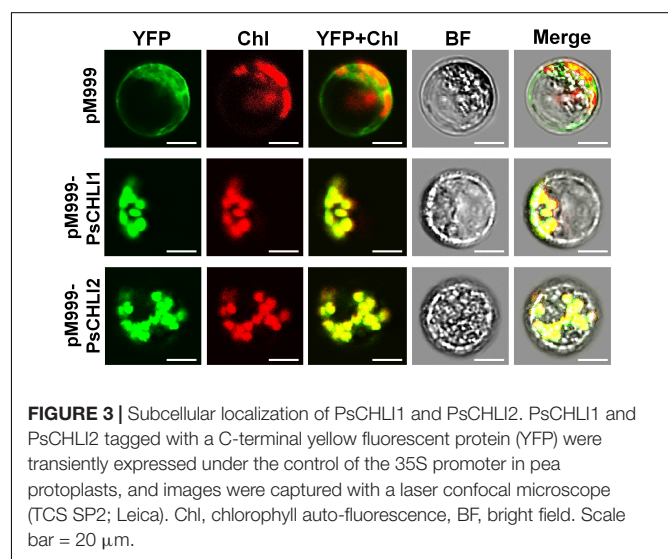 YFP Chl YFP+Chl BF Merge
pM999
pM999-
PsCHLI1
pM999-
PsCHLI2
FIGURE 3 | Subcellular localization of PsCHLI1 and PsCHLI2. PsCHLI1 and
PsCHLI2 tagged with a C-terminal yellow fluorescent protein (YFP) were
transiently expressed under the control of the 35S promoter in pea
protoplasts, and images were captured with a laser confocal microscope
(TCS SP2; Leica). Chl, chlorophyll auto-fluorescence, BF, bright field. Scale
bar = 20 μm.